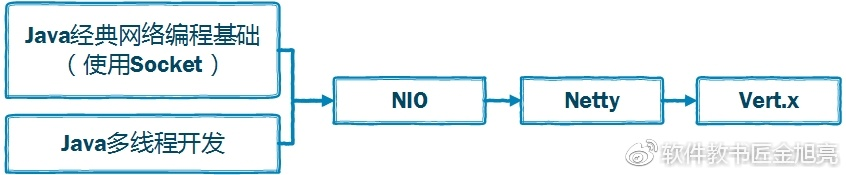 Java经典网络编程基础
（使用Socket）
Java多线程开发
NIO
Netty
Vert.x
软件教书匠金旭亮